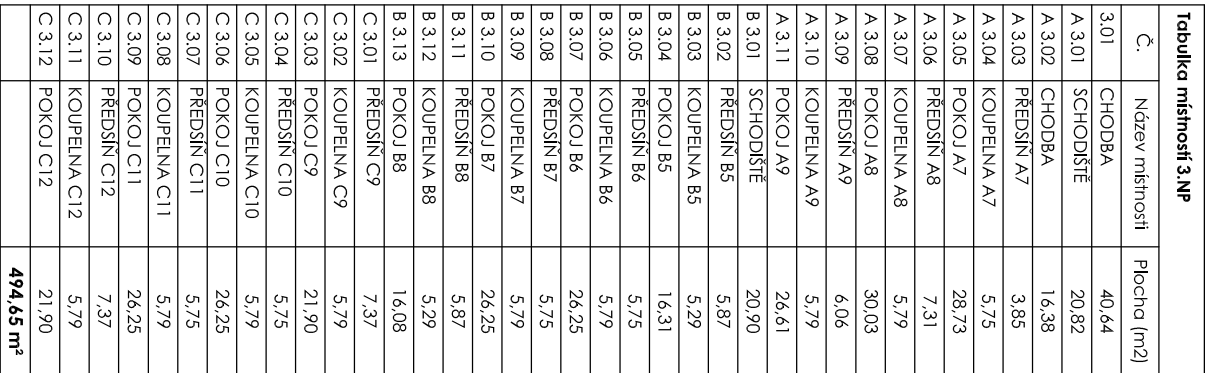 Tabulka místností 3.NP
Č. Název místnosti Plocha (m2)
3.01 CHODBA 40,64
A 3.01 SCHODIŠTĚ 20,82
A 3.02 CHODBA 16,38
A 3.03 PŘEDSÍŇ A7 3,85
A 3.04 KOUPELNA A7 5,75
A 3.05 POKOJ A7 28,73
A 3.06 PŘEDSÍŇ A8 7,31
A 3.07 KOUPELNA A8 5,79
A 3.08 POKOJ A8 30,03
A 3.09 PŘEDSÍŇ A9 6,06
A 3.10 KOUPELNA A9 5,79
A 3.11 POKOJ A9 26,61
B 3.01 SCHODIŠTĚ 20,90
B 3.02 PŘEDSÍŇ B5 5,87
B 3.03 KOUPELNA B5 5,29
B 3.04 POKOJ B5 16,31
B 3.05 PŘEDSÍŇ B6 5,75
B 3.06 KOUPELNA B6 5,79
B 3.07 POKOJ B6 26,25
B 3.08 PŘEDSÍŇ B7 5,75
B 3.09 KOUPELNA B7 5,79
B 3.10 POKOJ B7 26,25
B 3.11 PŘEDSÍŇ B8 5,87
B 3.12 KOUPELNA B8 5,29
B 3.13 POKOJ B8 16,08
C 3.01 PŘEDSÍŇ C9 7,37
C 3.02 KOUPELNA C9 5,79
C 3.03 POKOJ C9 21,90
C 3.04 PŘEDSÍŇ C10 5,75
C 3.05 KOUPELNA C10 5,79
C 3.06 POKOJ C10 26,25
C 3.07 PŘEDSÍŇ C11 5,75
C 3.08 KOUPELNA C11 5,79
C 3.09 POKOJ C11 26,25
C 3.10 PŘEDSÍŇ C12 7,37
C 3.11 KOUPELNA C12 5,79
C 3.12 POKOJ C12 21,90
494,65 m²